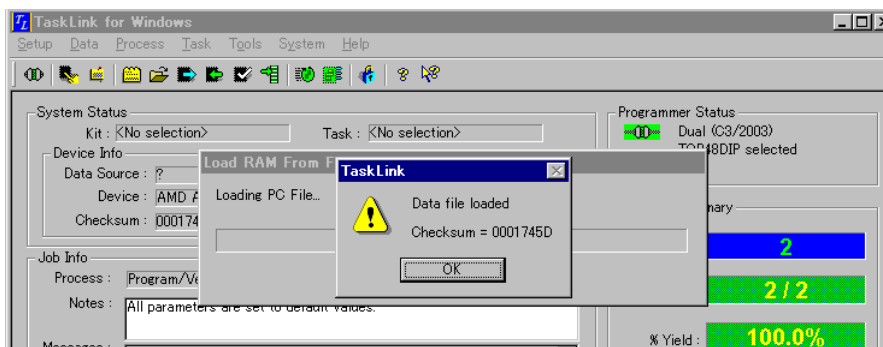 TL TaskLink for Windows
Setup Data Process Task Tools System Help
System Status
Kit : <No selection> Task : <No selection>
Device Info
Data Source : ?
Device : AMD
Checksum : 000174
Load RAM From
Loading PC File...
TaskLink
Data file loaded
Checksum = 0001745D
OK
Job Info
Process : Program/Ve
Notes : All parameters are set to default values.
Programmer Status
Dual (C3/2003)
TOP48DIP selected
2
2 / 2
% Yield : 100.0%